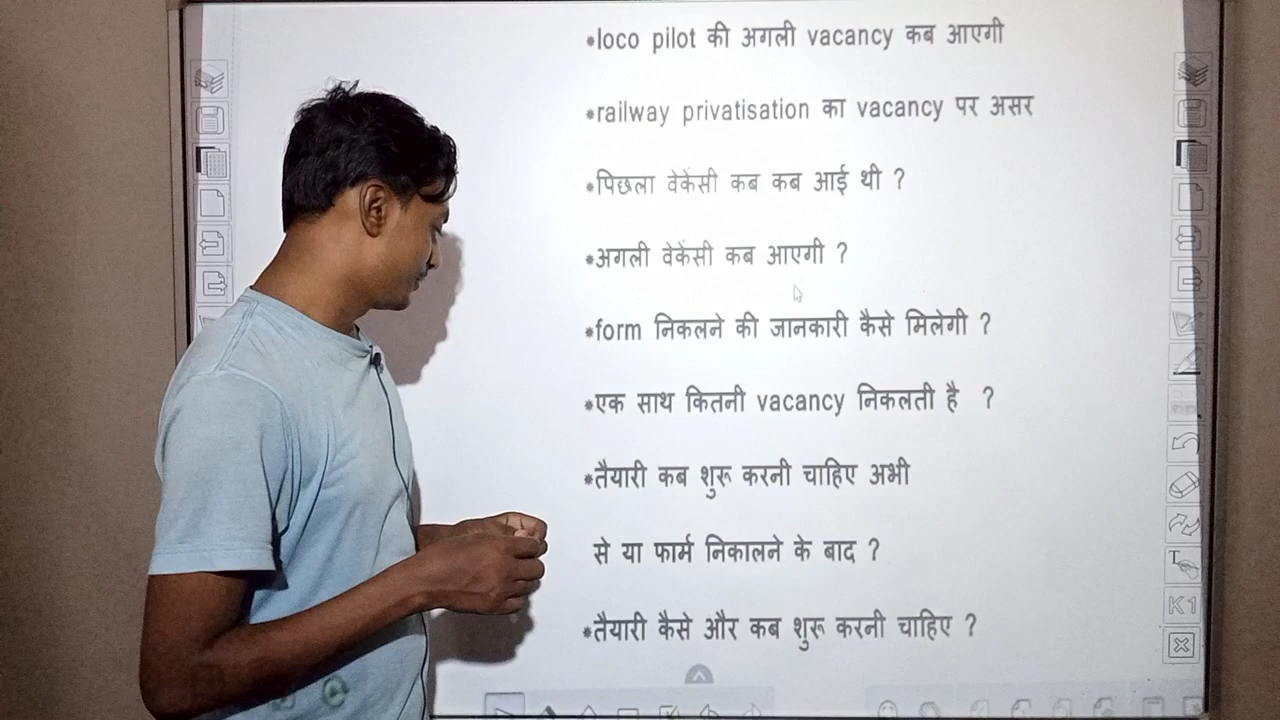 *loco pilot की अगली vacancy कब आएगी
*railway privatisation का vacancy पर असर
*पिछला वेकेंसी कब कब आई थी ?
*अगली वेकेंसी कब आएगी ?
*form निकलने की जानकारी कैसे मिलेगी ?
*एक साथ कितनी vacancy निकलती है ?
*तैयारी कब शुरू करनी चाहिए अभी
से या फार्म निकालने के बाद ?
*तैयारी कैसे और कब शुरू करनी चाहिए ?
T
K1